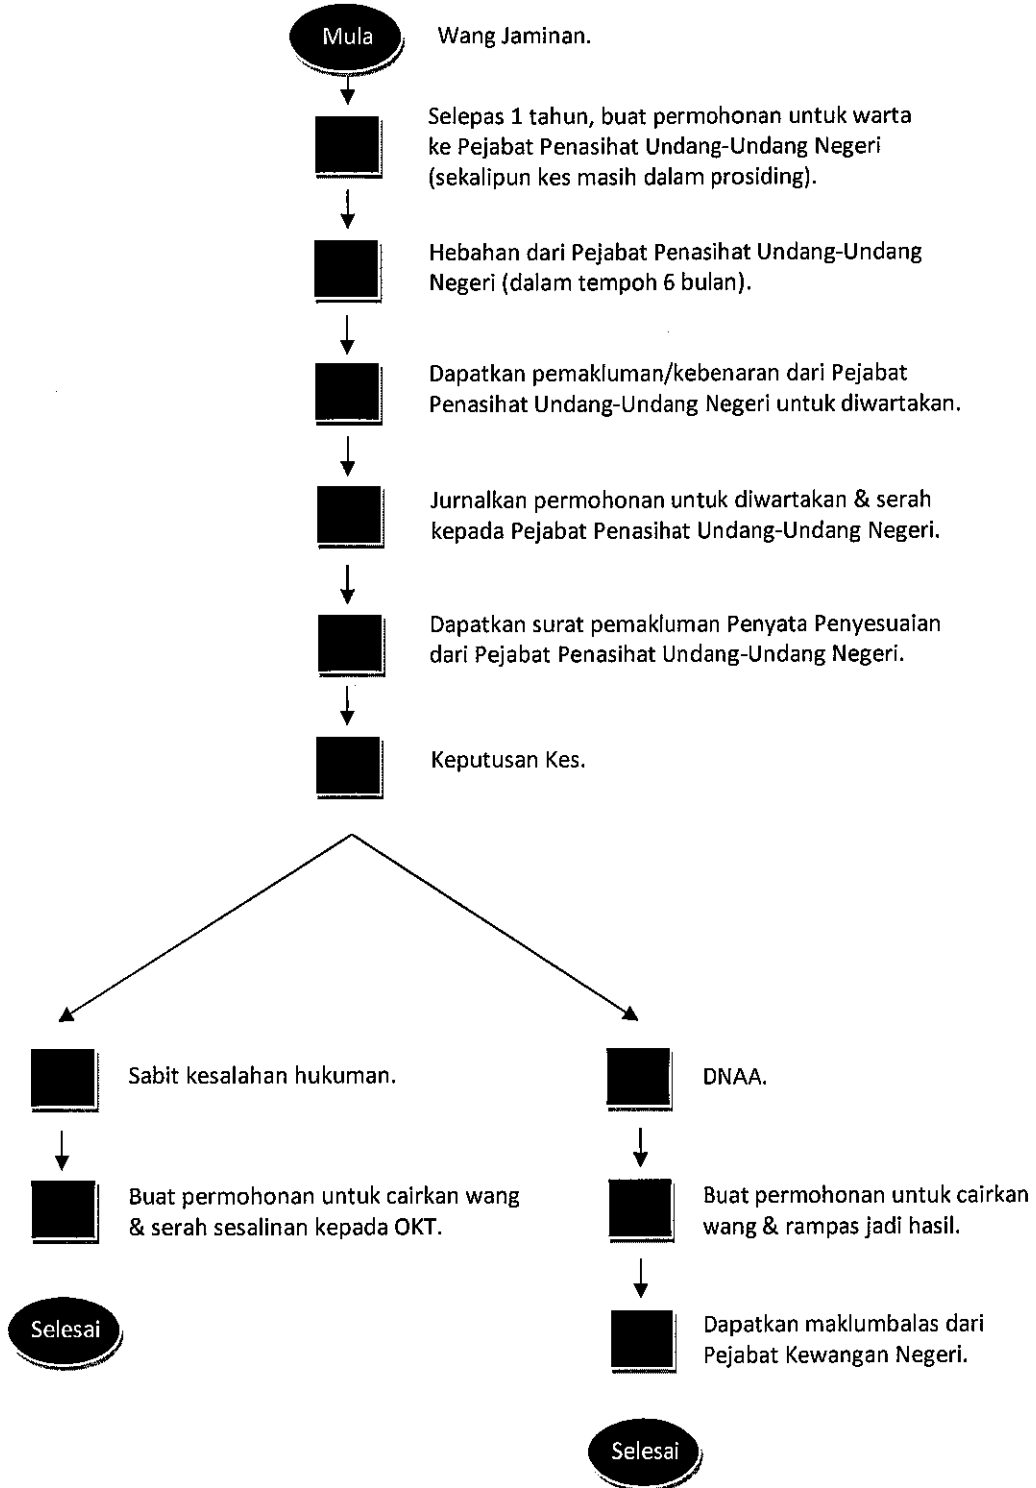 Mula
Wang Jaminan.
Selepas 1 tahun, buat permohonan untuk warta
ke Pejabat Penasihat Undang-Undang Negeri
(sekalipun kes masih dalam prosiding).
Hebahan dari Pejabat Penasihat Undang-Undang
Negeri (dalam tempoh 6 bulan).
Dapatkan pemakluman/kebenaran dari Pejabat
Penasihat Undang-Undang Negeri untuk diwartakan.
Jurnalkan permohonan untuk diwartakan & serah
kepada Pejabat Penasihat Undang-Undang Negeri.
Dapatkan surat pemakluman Penyata Penyesuaian
dari Pejabat Penasihat Undang-Undang Negeri.
Keputusan Kes.
Sabit kesalahan hukuman.
Buat permohonan untuk cairkan wang
& serah sesalinan kepada OKT.
Selesai
DNAA.
Buat permohonan untuk cairkan
wang & rampas jadi hasil.
Dapatkan maklumbalas dari
Pejabat Kewangan Negeri.
Selesai